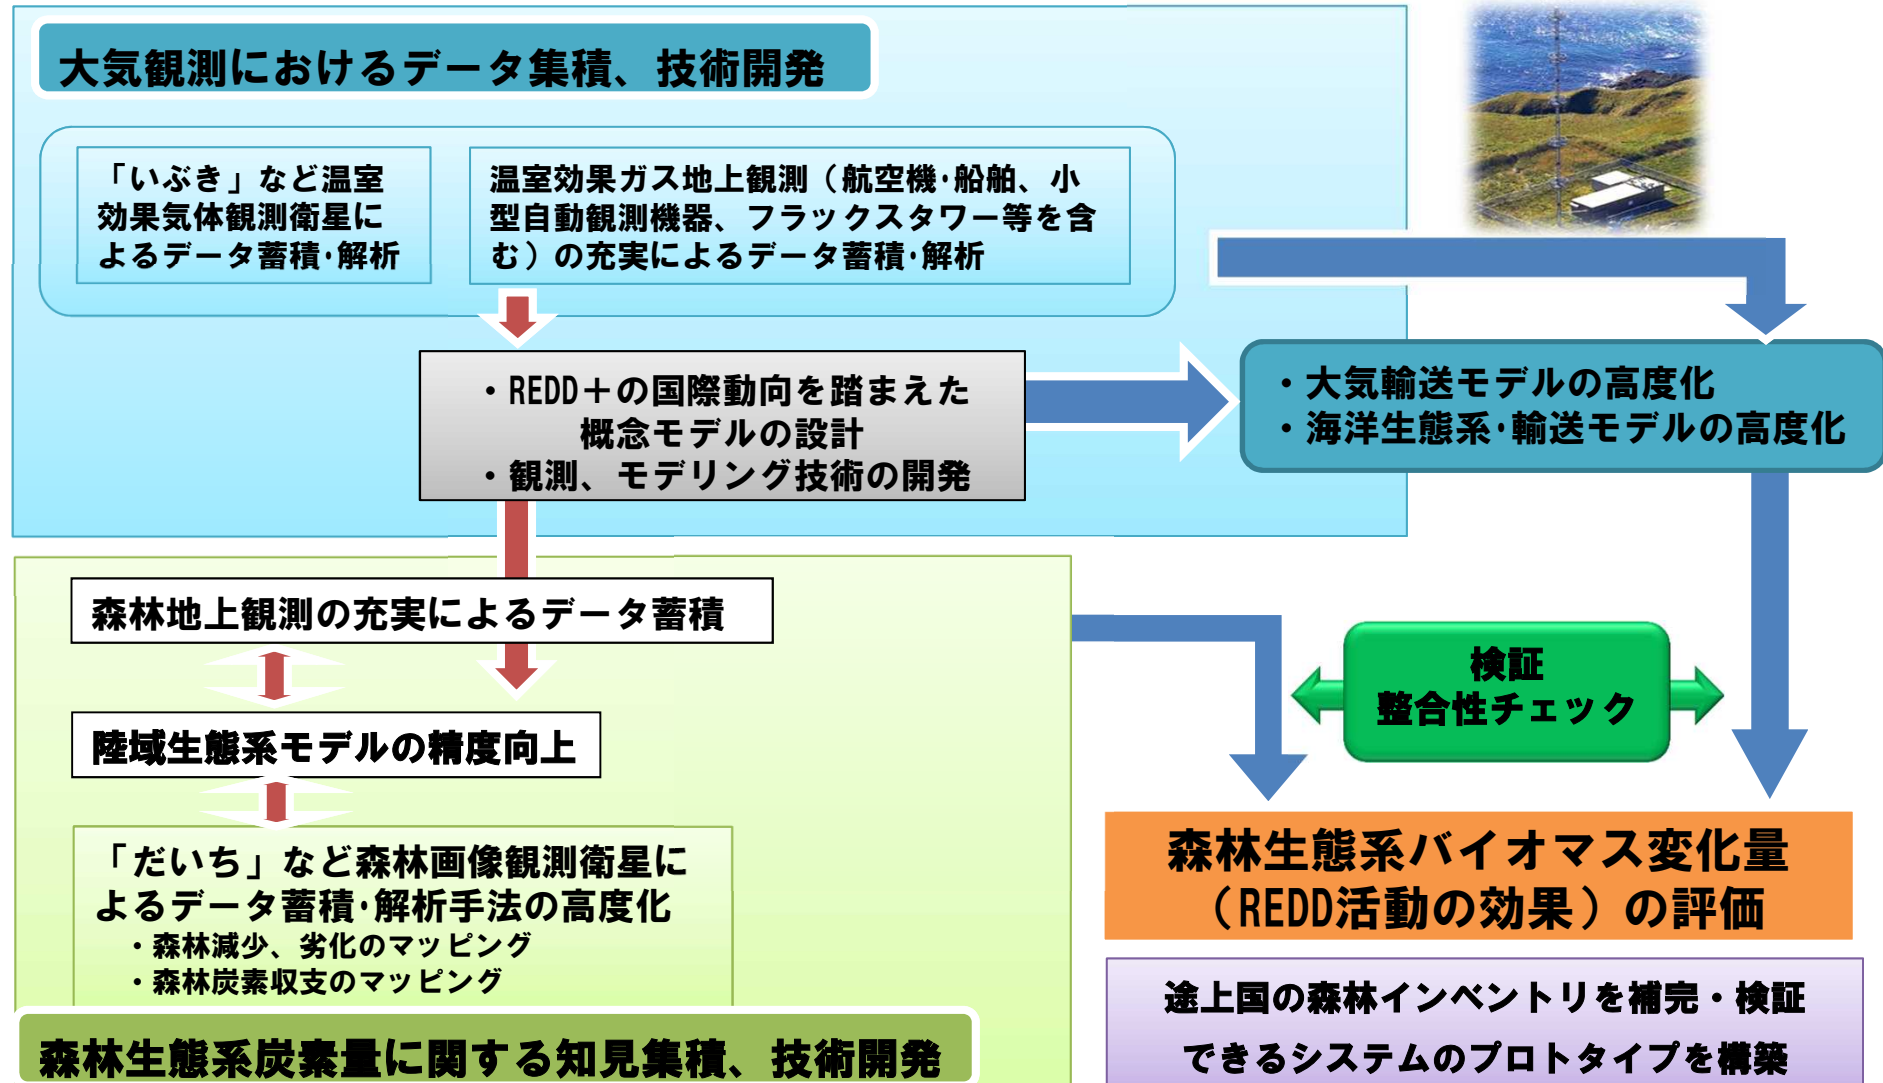 大気観測におけるデータ集積、技術開発
「いぶき」など温室
効果気体観測衛星に
よるデータ蓄積・解析
温室効果ガス地上観測（航空機・船舶、小
型自動観測機器、フラックスタワー等を含
む）の充実によるデータ蓄積・解析
・REDD＋の国際動向を踏まえた
概念モデルの設計
・観測、モデリング技術の開発
・大気輸送モデルの高度化
・海洋生態系・輸送モデルの高度化
森林地上観測の充実によるデータ蓄積
陸域生態系モデルの精度向上
「だいち」など森林画像観測衛星に
よるデータ蓄積・解析手法の高度化
・森林減少、劣化のマッピング
・森林炭素収支のマッピング
森林生態系炭素量に関する知見集積、技術開発
検証
整合性チェック
森林生態系バイオマス変化量
（REDD活動の効果）の評価
途上国の森林インベントリを補完・検証
できるシステムのプロトタイプを構築